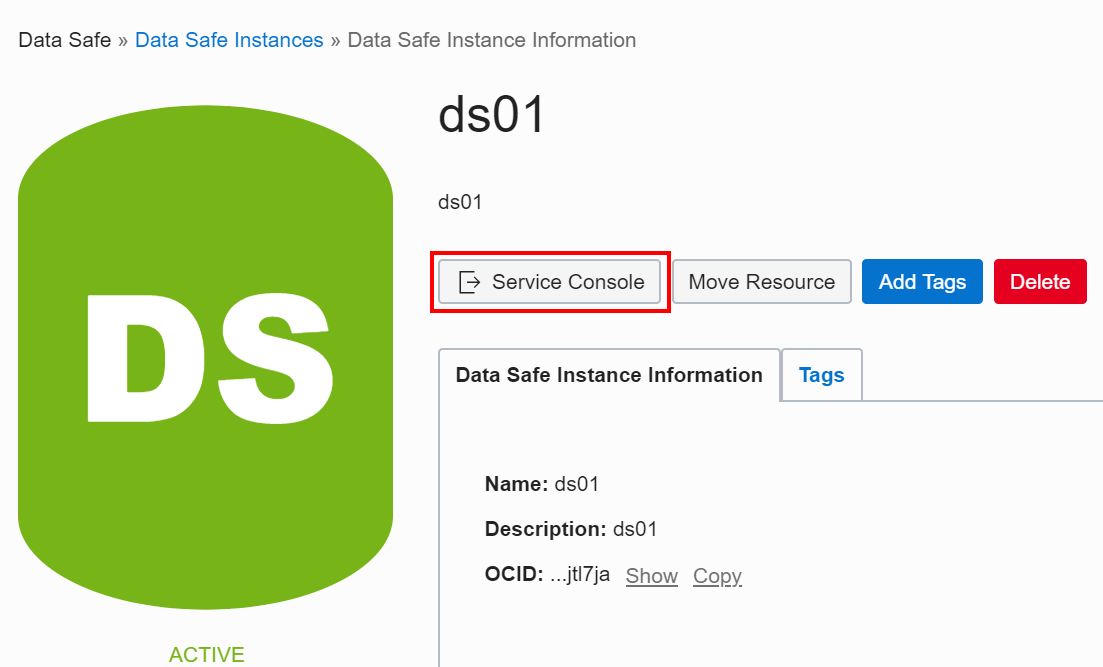 Data Safe » Data Safe Instances » Data Safe Instance Information
ds01
ds01
Service Console Move Resource Add Tags Delete
DS
Data Safe Instance Information Tags
Name: ds01
Description: ds01
OCID: ...jtl7ja Show Copy
ACTIVE